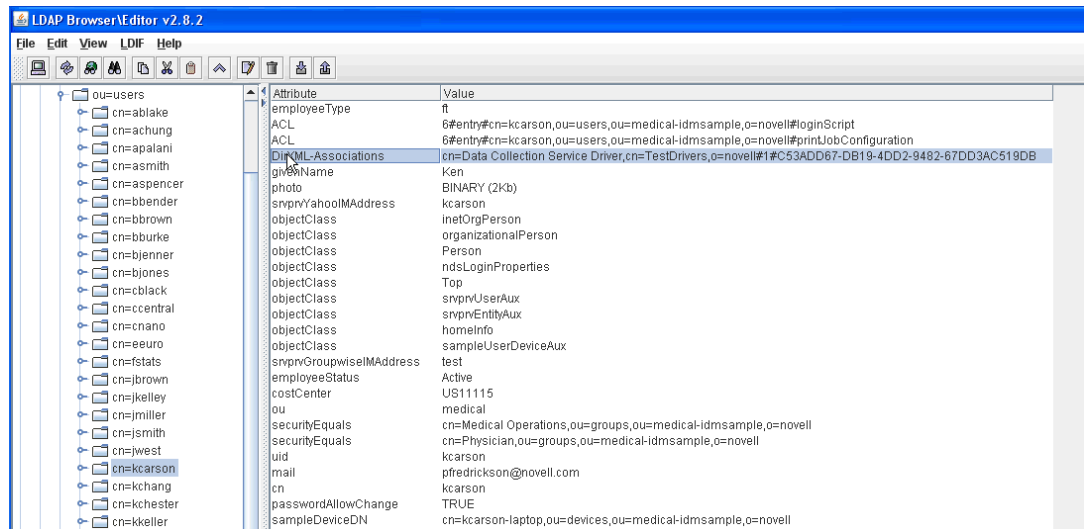 LDAP Browser\Editor v2.8.2
File Edit View LDIF Help
ou=users
cn=ablake
cn=achung
cn=apalani
cn=asmith
cn=aspencer
cn=bbender
cn=bbrown
cn=bburke
cn=bjenner
cn=bjones
cn=cblack
cn=ccentral
cn=cnano
cn=eeuro
cn=fstats
cn=jbrown
cn=jkelley
cn=jmiller
cn=jsmith
cn=jwest
cn=kcarson
cn=kchang
cn=kchester
cn=kkeller
Attribute Value
employeeType ft
ACL 6#entry#cn=kcarson,ou=users,ou=medical-idmsample,o=novell#loginScript
ACL 6#entry#cn=kcarson,ou=users,ou=medical-idmsample,o=novell#printJobConfiguration
DirXML-Associations cn=Data Collection Service Driver,cn=TestDrivers,o=novell#1#C53ADD67-DB19-4DD2-9482-67DD3AC519DB
givenName Ken
photo BINARY (2Kb)
srvprvYahooIMAddress kcarson
objectClass inetOrgPerson
objectClass organizationalPerson
objectClass Person
objectClass ndsLoginProperties
objectClass Top
objectClass srvprvUserAux
objectClass srvprvEntityAux
objectClass homeInfo
objectClass sampleUserDeviceAux
srvprvGroupwiseIMAddress test
employeeStatus Active
costCenter US11115
ou medical
securityEquals cn=Medical Operations,ou=groups,ou=medical-idmsample,o=novell
securityEquals cn=Physician,ou=groups,ou=medical-idmsample,o=novell
uid kcarson
mail pfredrickson@novell.com
cn kcarson
passwordAllowChange TRUE
sampleDeviceDN cn=kcarson-laptop,ou=devices,ou=medical-idmsample,o=novell